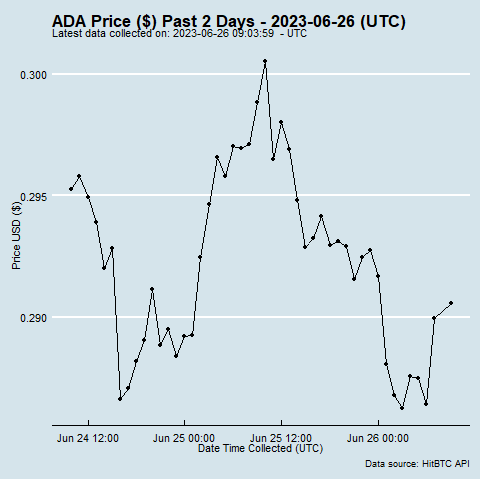 ADA Price ($) Past 2 Days - 2023-06-26 (UTC)
Latest data collected on: 2023-06-26 09:03:59 - UTC
0.300
0.295
0.290
Price USD ($)
Jun 24 12:00 Jun 25 00:00 Jun 25 12:00 Jun 26 00:00
Date Time Collected (UTC)
Data source: HitBTC API